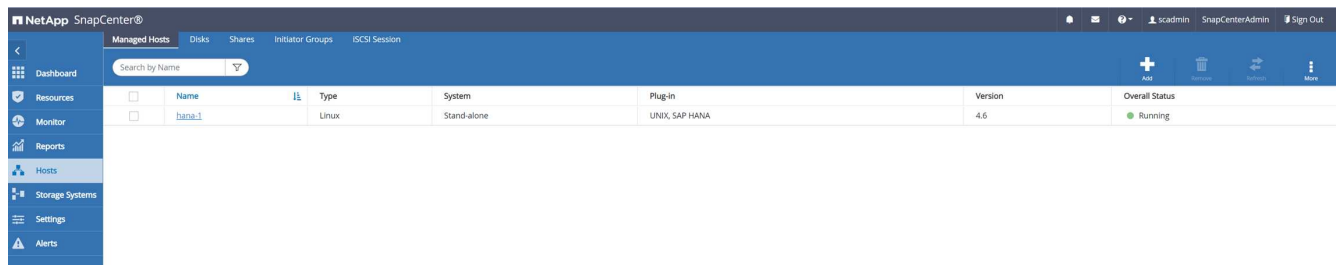 NetApp SnapCenter®
scadmin SnapCenterAdmin Sign Out
Managed Hosts Disks Shares Initiator Groups iSCSI Session
Search by Name
Add Remove Refresh More
Dashboard
Resources
Monitor
Reports
Hosts
Storage Systems
Settings
Alerts
Name Type System Plug-in Version Overall Status
hana-1 Linux Stand-alone UNIX, SAP HANA 4.6 Running